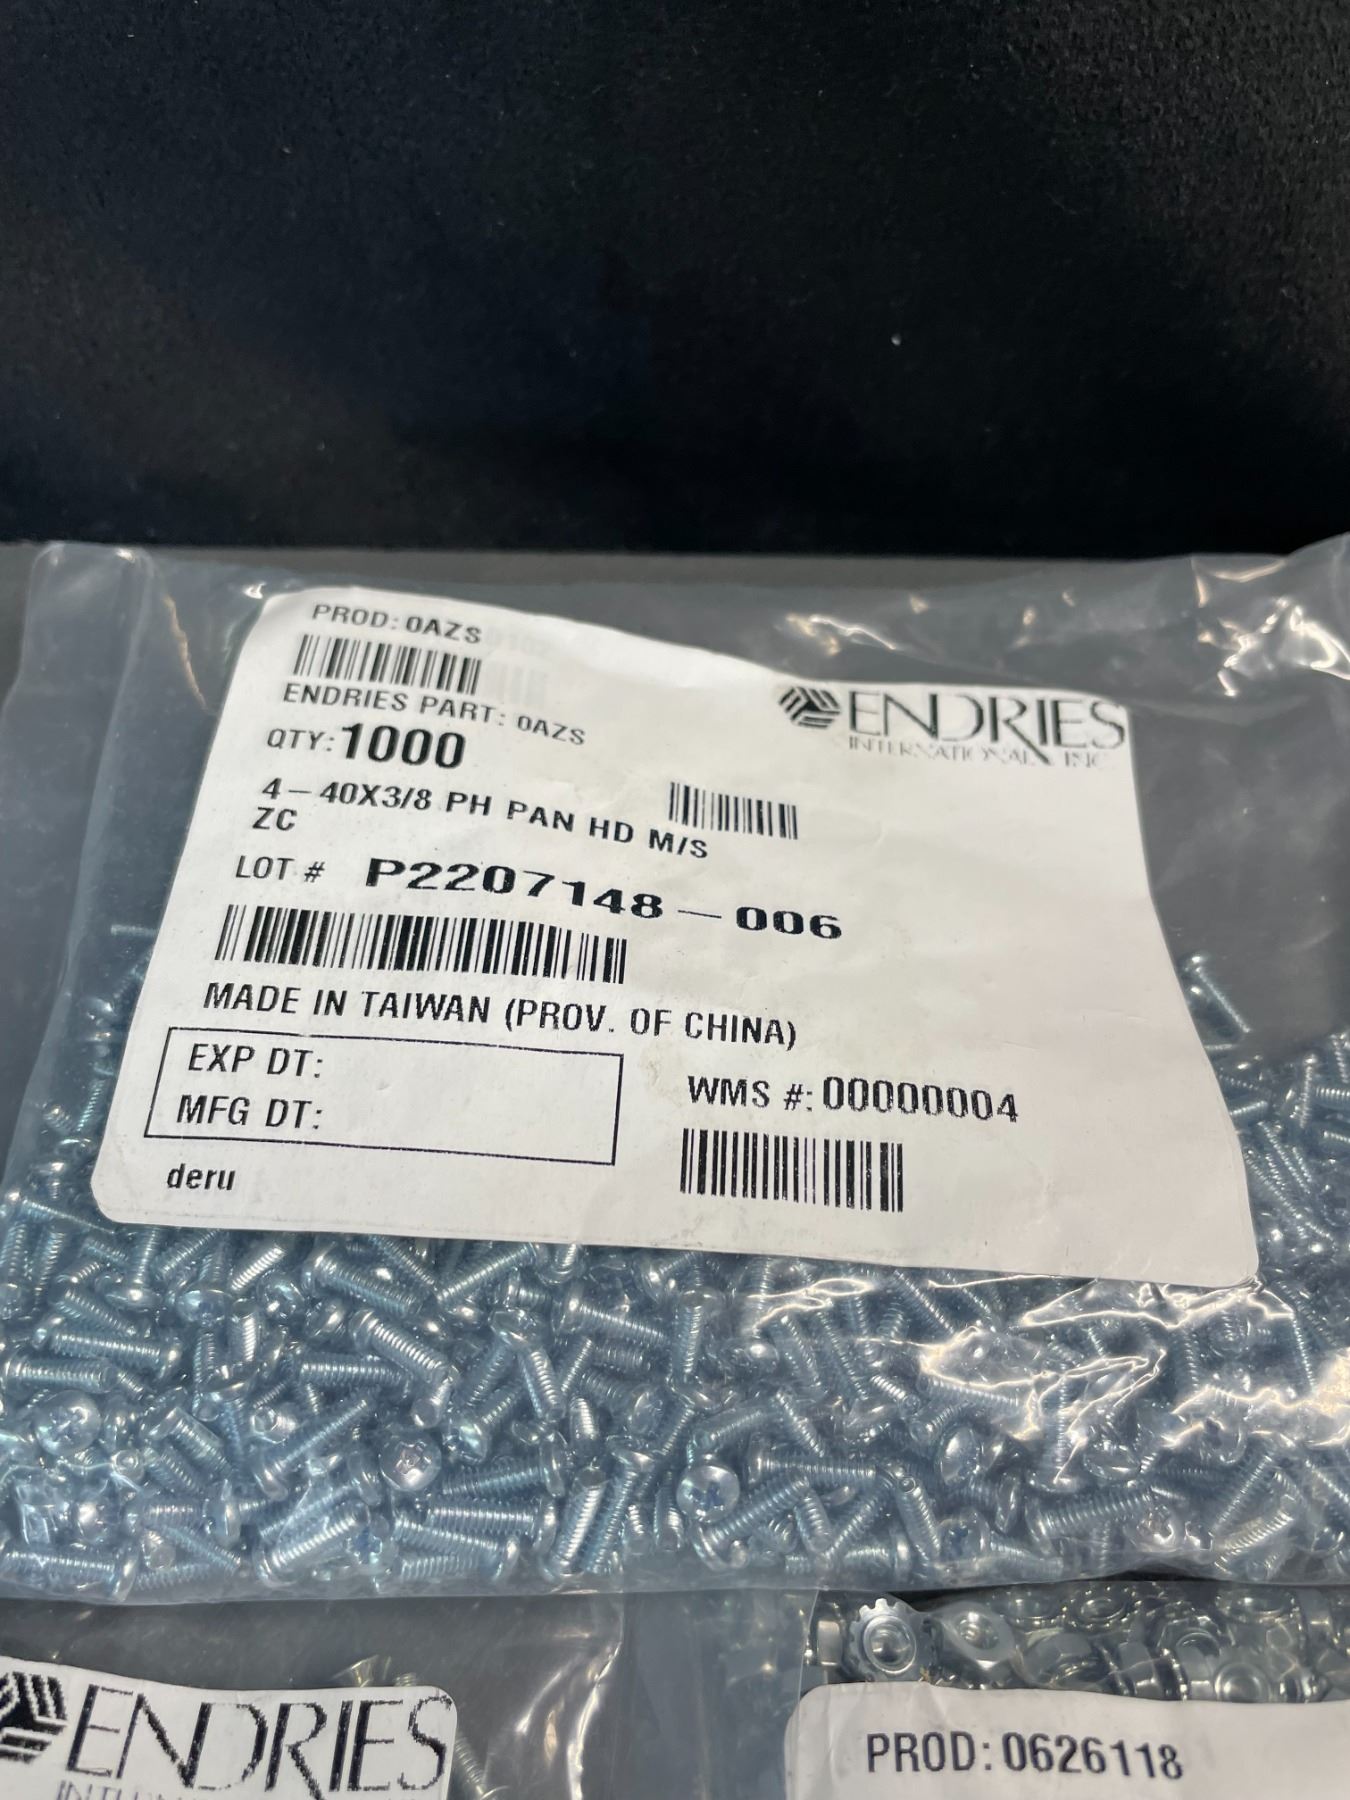 PROD: 0AZS
ENDRIES PART: 0AZS
ENDRIES
INTERNATIONAL, INC
QTY: 1000
4-40X3/8 PH PAN HD M/S
ZC
LOT # P2207148-006
MADE IN TAIWAN (PROV. OF CHINA)
EXP DT:
MFG DT:
WMS #: 00000004
deru
ENDRIES
PROD: 0626118